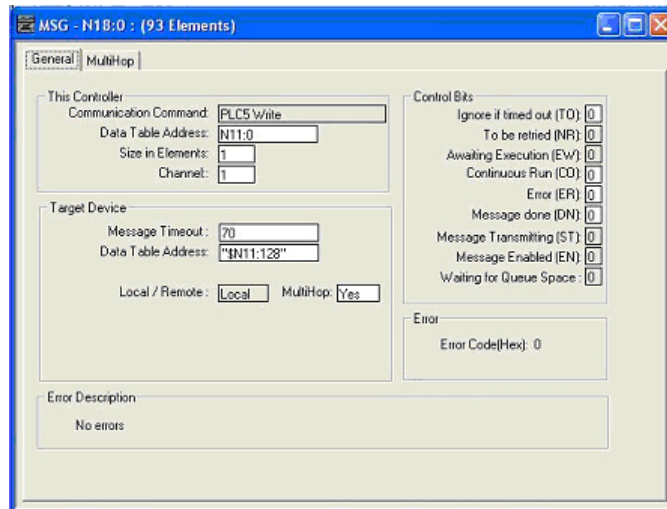 MSG - N18:0 : (93 Elements)
General MultiHop
This Controller
Communication Command: PLC5 Write
Data Table Address: N11:0
Size in Elements: 1
Channel: 1
Target Device
Message Timeout : 70
Data Table Address: "$N11:128"
Local / Remote : Local MultiHop: Yes
Control Bits
Ignore if timed out (TO): 0
To be retried (NR): 0
Awaiting Execution (EW): 0
Continuous Run (CO): 0
Error (ER): 0
Message done (DN): 0
Message Transmitting (ST): 0
Message Enabled (EN): 0
Waiting for Queue Space : 0
Error
Error Code(Hex): 0
Error Description
No errors